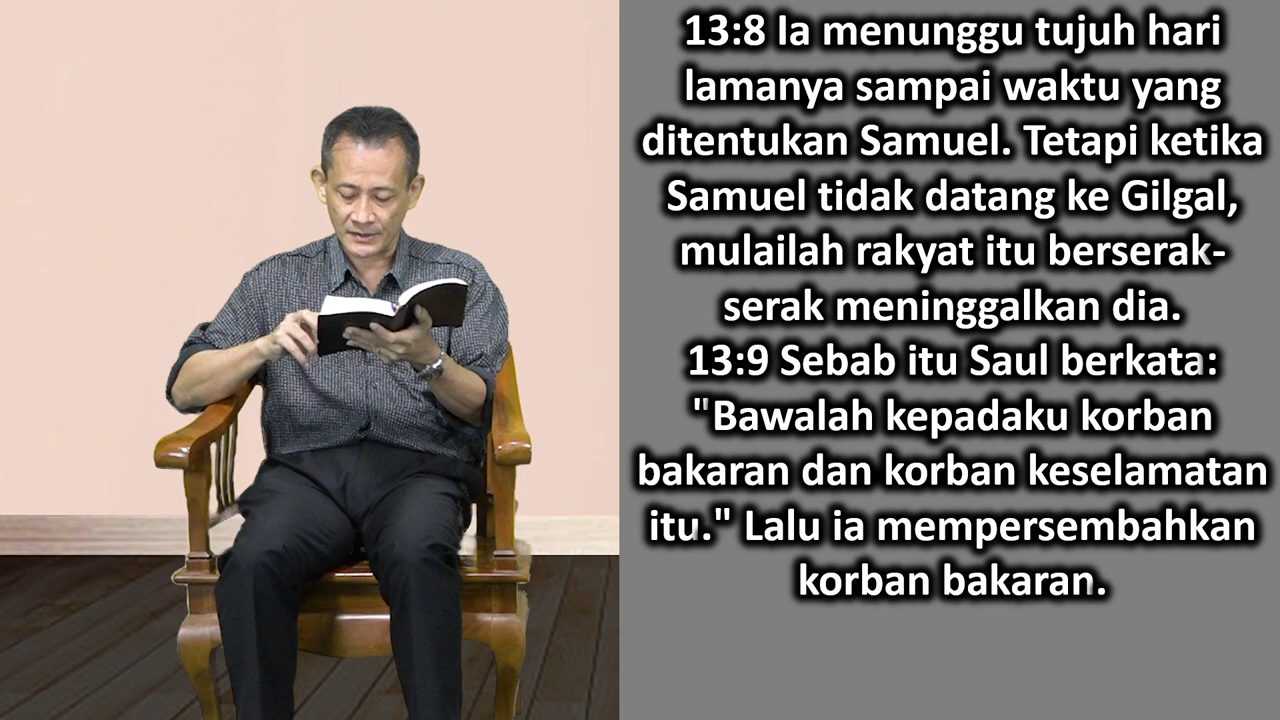 13:8 Ia menunggu tujuh hari
lamanya sampai waktu yang
ditentukan Samuel. Tetapi ketika
Samuel tidak datang ke Gilgal,
mulailah rakyat itu berserak-
serak meninggalkan dia.
13:9 Sebab itu Saul berkata:
"Bawalah kepadaku korban
bakaran dan korban keselamatan
itu." Lalu ia mempersembahkan
korban bakaran.